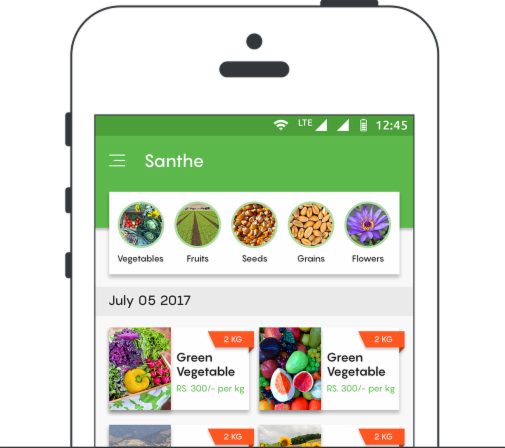 LTE 12:45
Santhe
Vegetables Fruits Seeds Grains Flowers
July 05 2017
2 KG 2 KG
Green Green
Vegetable Vegetable
RS. 300/- per kg RS. 300/- per kg
2 KG 2 KG